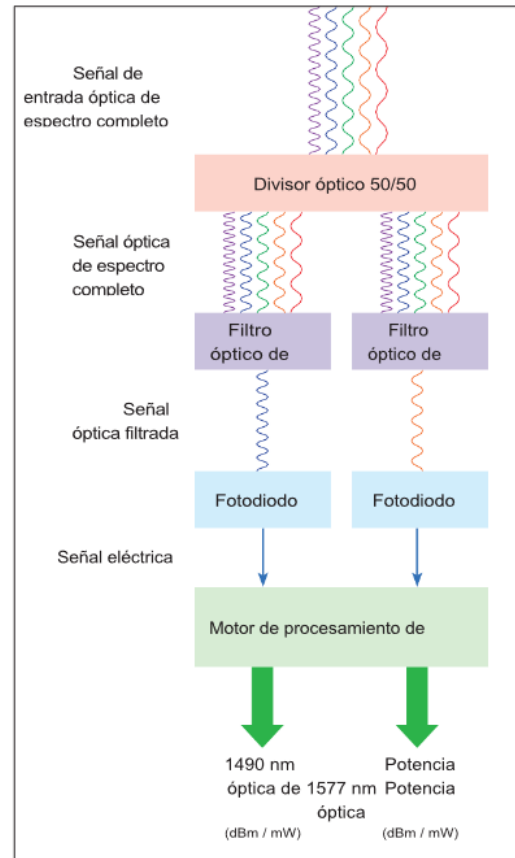 Señal de
entrada óptica de
espectro completo
Divisor óptico 50/50
Señal óptica
de espectro
completo
Filtro
óptico de
Filtro
óptico de
Señal
óptica filtrada
Fotodiodo
Fotodiodo
Señal eléctrica
Motor de procesamiento de
1490 nm
óptica de
(dBm / mW)
1577 nm
óptica
Potencia
Potencia
(dBm / mW)